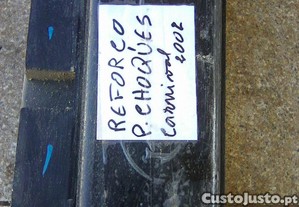 REFORÇO
P. CHOQUES
Carnival
2002
CustoJusto.pt